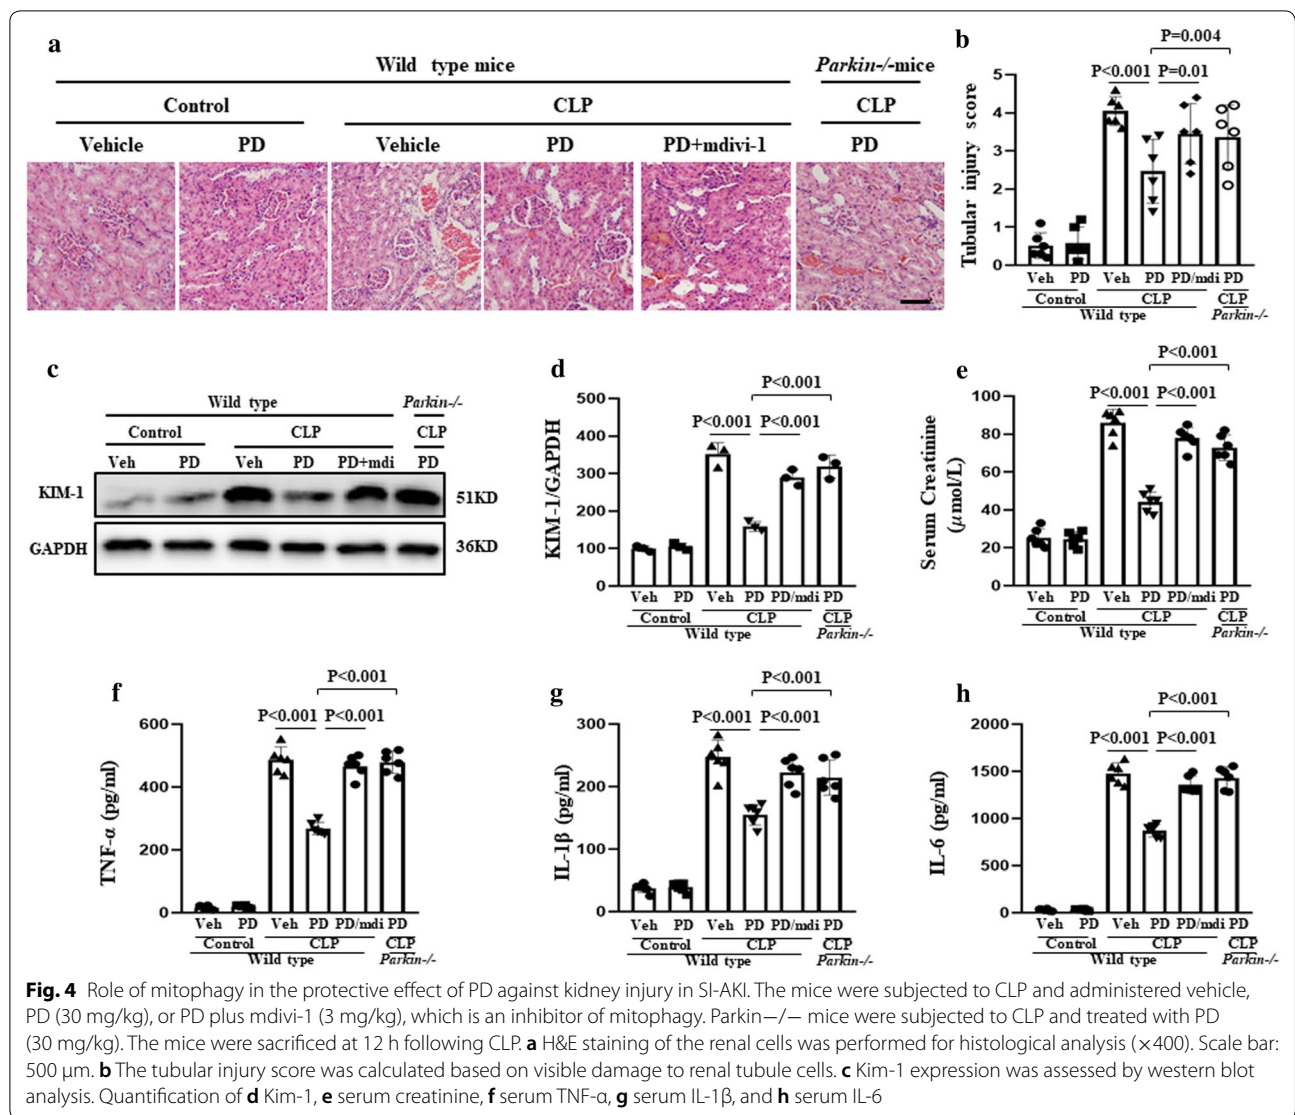 a
Wild type mice
Parkin-/-mice
Control
CLP
CLP
Vehicle
PD
Vehicle
PD
PD+mdivi-1
PD
b
P=0.004
P<0.001
P=0.01
Tubular injury score
5
4
3
2
1
0
Veh PD Veh PD PD/mdi PD
Control CLP CLP
Wild type Parkin-/-
c
Wild type
Parkin-/-
Control
CLP
CLP
Veh PD Veh PD PD+mdi PD
KIM-1
51KD
GAPDH
36KD
d
P<0.001
P<0.001 P<0.001
KIM-1/GAPDH
500
400
300
200
100
0
Veh PD Veh PD PD/mdi PD
Control CLP CLP
Wild type Parkin-/-
e
P<0.001
P<0.001 P<0.001
Serum Creatinine
(μmol/L)
100
80
60
40
20
0
Veh PD Veh PD PD/mdi PD
Control CLP CLP
Wild type Parkin-/-
f
P<0.001
P<0.001 P<0.001
TNF-α (pg/ml)
600
400
200
0
Veh PD Veh PD PD/mdi PD
Control CLP CLP
Wild type Parkin-/-
g
P<0.001
P<0.001 P<0.001
IL-1β (pg/ml)
300
200
100
0
Veh PD Veh PD PD/mdi PD
Control CLP CLP
Wild type Parkin-/-
h
P<0.001
P<0.001 P<0.001
IL-6 (pg/ml)
2000
1500
1000
500
0
Veh PD Veh PD PD/mdi PD
Control CLP CLP
Wild type Parkin-/-
Fig. 4 Role of mitophagy in the protective effect of PD against kidney injury in SI-AKI. The mice were subjected to CLP and administered vehicle,
PD (30 mg/kg), or PD plus mdivi-1 (3 mg/kg), which is an inhibitor of mitophagy. Parkin−/− mice were subjected to CLP and treated with PD
(30 mg/kg). The mice were sacrificed at 12 h following CLP. a H&E staining of the renal cells was performed for histological analysis (×400). Scale bar:
500 μm. b The tubular injury score was calculated based on visible damage to renal tubule cells. c Kim-1 expression was assessed by western blot
analysis. Quantification of d Kim-1, e serum creatinine, f serum TNF-α, g serum IL-1β, and h serum IL-6